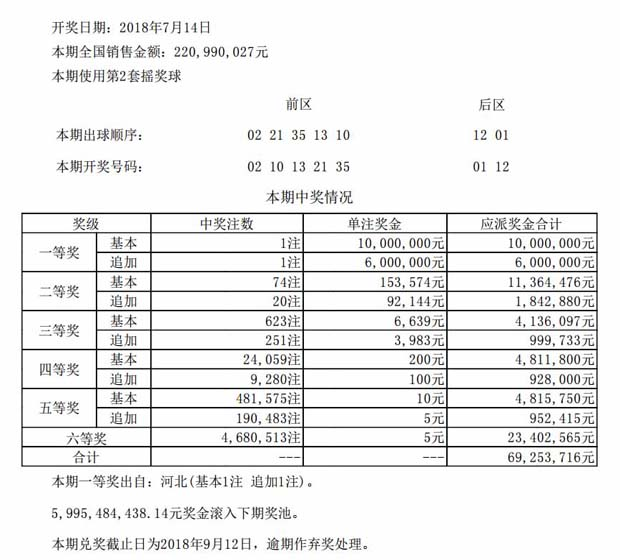 开奖日期：2018年7月14日
本期全国销售金额：220,990,027元
本期使用第2套摇奖球
前区 后区
本期出球顺序： 02 21 35 13 10 12 01
本期开奖号码： 02 10 13 21 35 01 12
本期中奖情况
奖级 中奖注数 单注奖金 应派奖金合计
一等奖 基本 1注 10,000,000元 10,000,000元
追加 1注 6,000,000元 6,000,000元
二等奖 基本 74注 153,574元 11,364,476元
追加 20注 92,144元 1,842,880元
三等奖 基本 623注 6,639元 4,136,097元
追加 251注 3,983元 999,733元
四等奖 基本 24,059注 200元 4,811,800元
追加 9,280注 100元 928,000元
五等奖 基本 481,575注 10元 4,815,750元
追加 190,483注 5元 952,415元
六等奖 4,680,513注 5元 23,402,565元
合计 --- --- 69,253,716元
本期一等奖出自：河北(基本1注 追加1注)。
5,995,484,438.14元奖金滚入下期奖池。
本期兑奖截止日为2018年9月12日，逾期作弃奖处理。